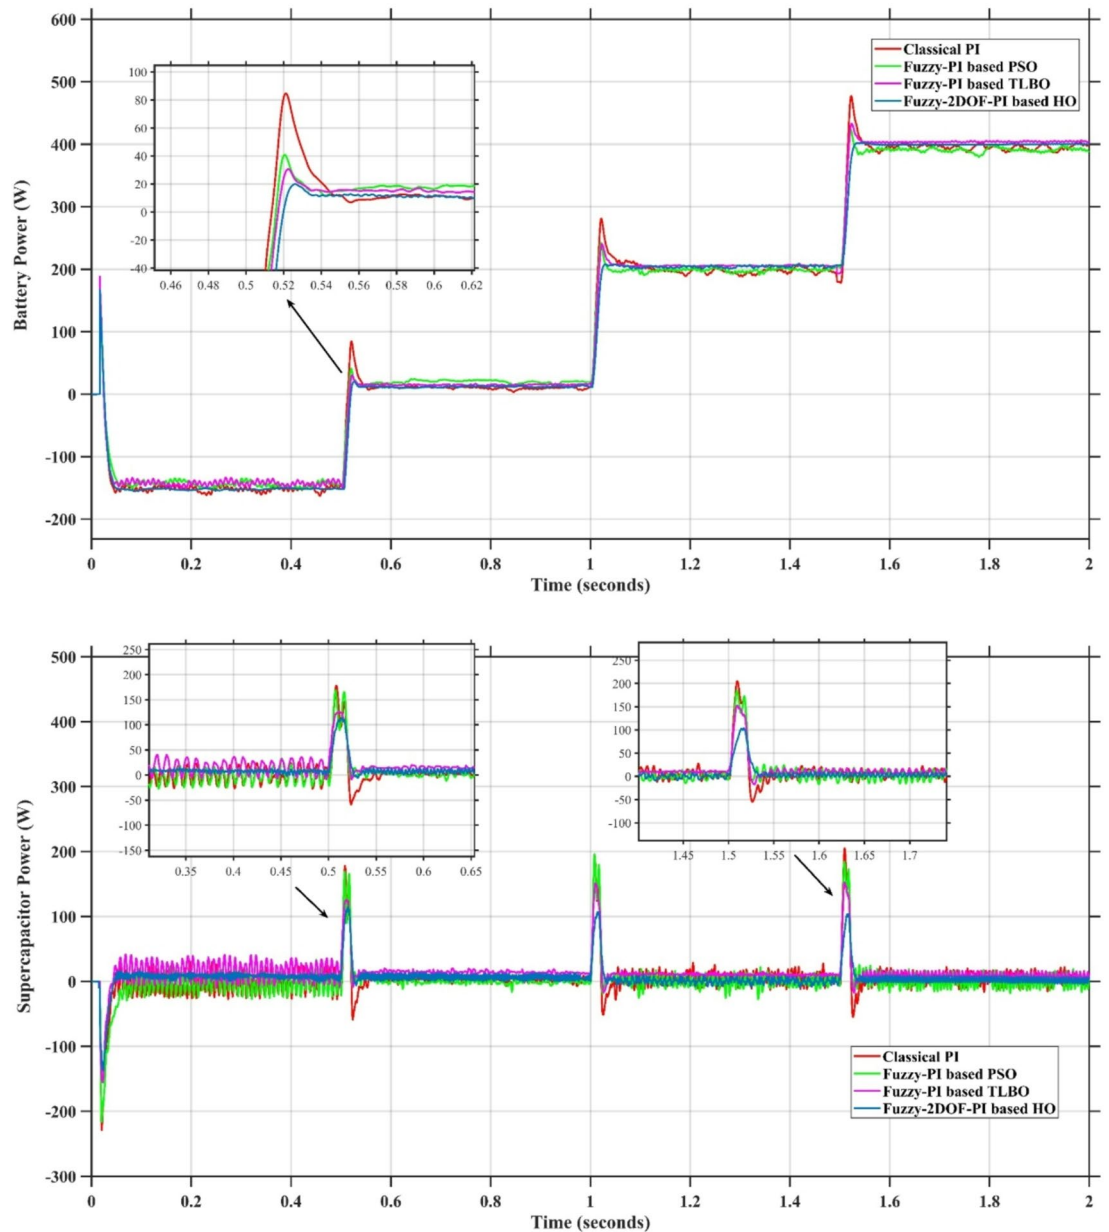 600
500
400
300
200
100
0
-100
-200
Battery Power (W)
100
80
60
40
20
0
-20
-40
0.46 0.48 0.5 0.52 0.54 0.56 0.58 0.6 0.62
Classical PI
Fuzzy-PI based PSO
Fuzzy-PI based TLBO
Fuzzy-2DOF-PI based HO
0 0.2 0.4 0.6 0.8 1 1.2 1.4 1.6 1.8 2
Time (seconds)
500
400
300
200
100
0
-100
-200
-300
Supercapacitor Power (W)
250
200
150
100
50
0
-50
-100
-150
0.35 0.4 0.45 0.5 0.55 0.6 0.65
250
200
150
100
50
0
-50
-100
1.45 1.5 1.55 1.6 1.65 1.7
Classical PI
Fuzzy-PI based PSO
Fuzzy-PI based TLBO
Fuzzy-2DOF-PI based HO
0 0.2 0.4 0.6 0.8 1 1.2 1.4 1.6 1.8 2
Time (seconds)